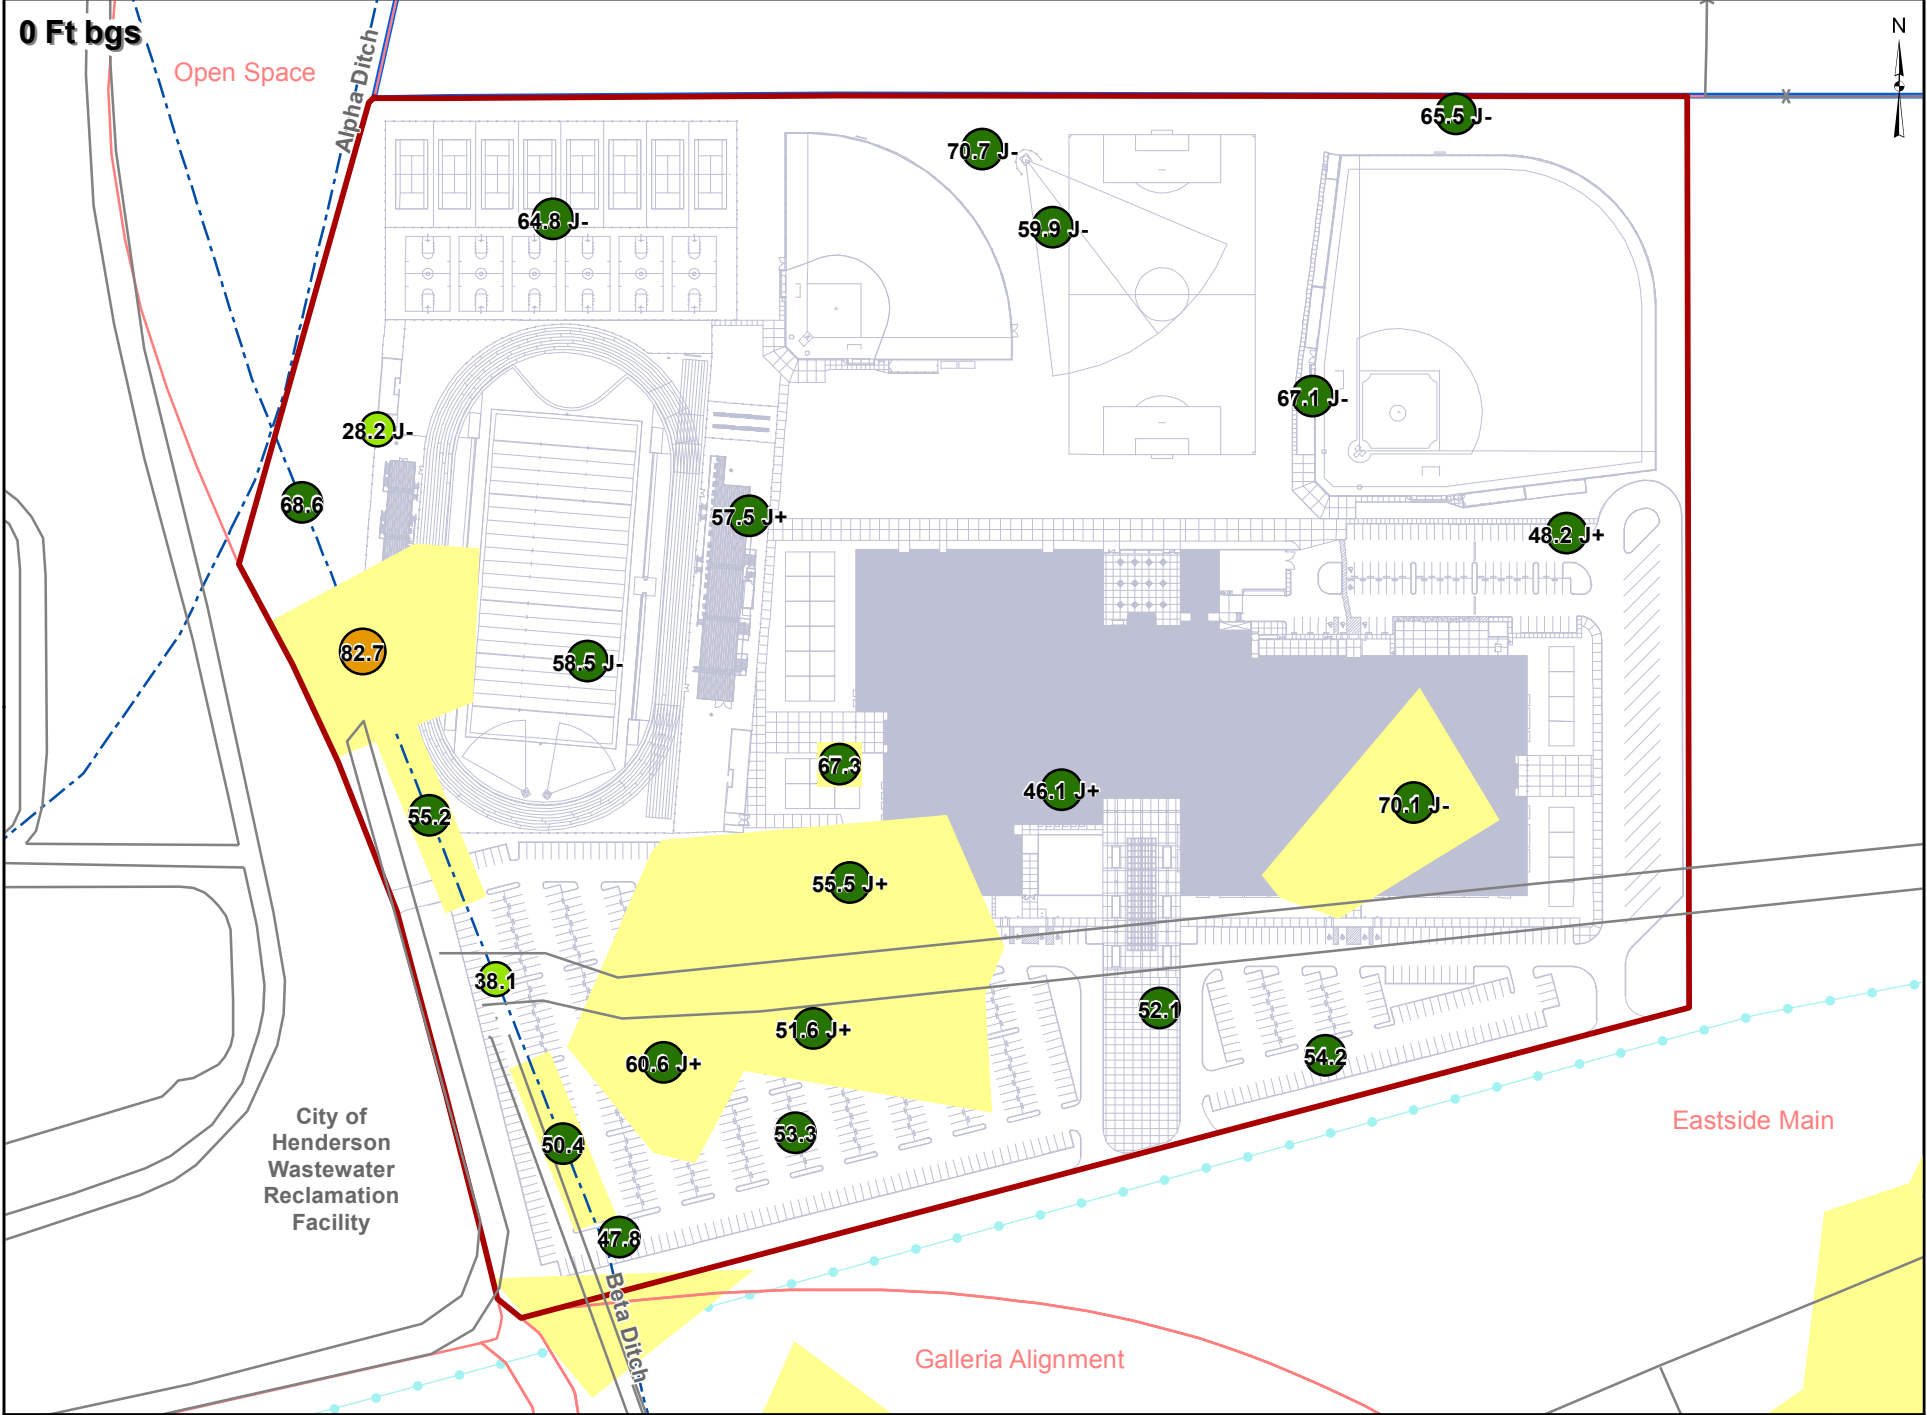 0 Ft bgs
N
Open Space
Alpha Ditch
65.5 J-
70.7 J-
64.8 J-
59.9 J-
67.1 J-
28.2 J-
68.6
57.5 J+
48.2 J+
82.7
58.5 J-
67.3
46.1 J+
70.1 J-
55.2
55.5 J+
38.1
52.1
51.6 J+
54.2
60.6 J+
53.3
50.4
City of
Henderson
Wastewater
Reclamation
Facility
Eastside Main
47.8
Beta Ditch
Galleria Alignment